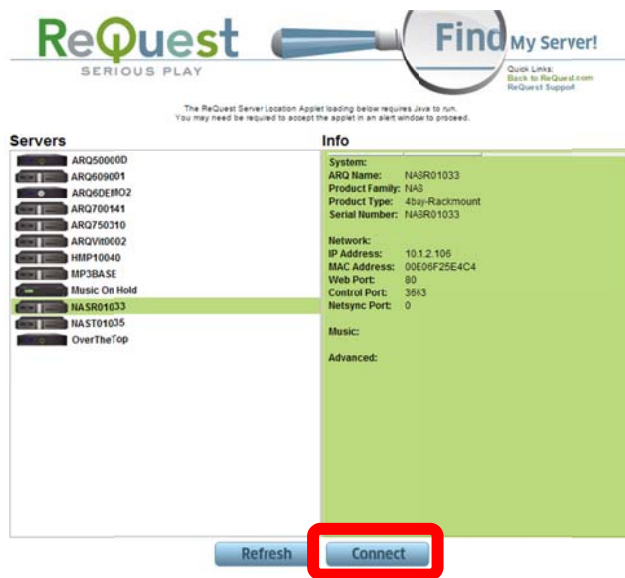 ReQuest
SERIOUS PLAY
Find My Server!
Quick Links:
Back to ReQuest.com
ReQuest Support
The ReQuest Server Location Applet loading below requires Java to run.
You may need be required to accept the applet in an alert window to proceed.
Servers
ARQ50000D
ARQ609001
ARQ6DEMO2
ARQ700141
ARQ750310
ARQVit0002
HMP10040
MP3BASE
Music On Hold
NASR01033
NAST01035
OverTheTop
Info
System:
ARQ Name: NASR01033
Product Family: NAS
Product Type: 4bay-Rackmount
Serial Number: NASR01033
Network:
IP Address: 10.1.2.106
MAC Address: 00E06F25E4C4
Web Port: 80
Control Port: 3663
Netsync Port: 0
Music:
Advanced:
Refresh
Connect